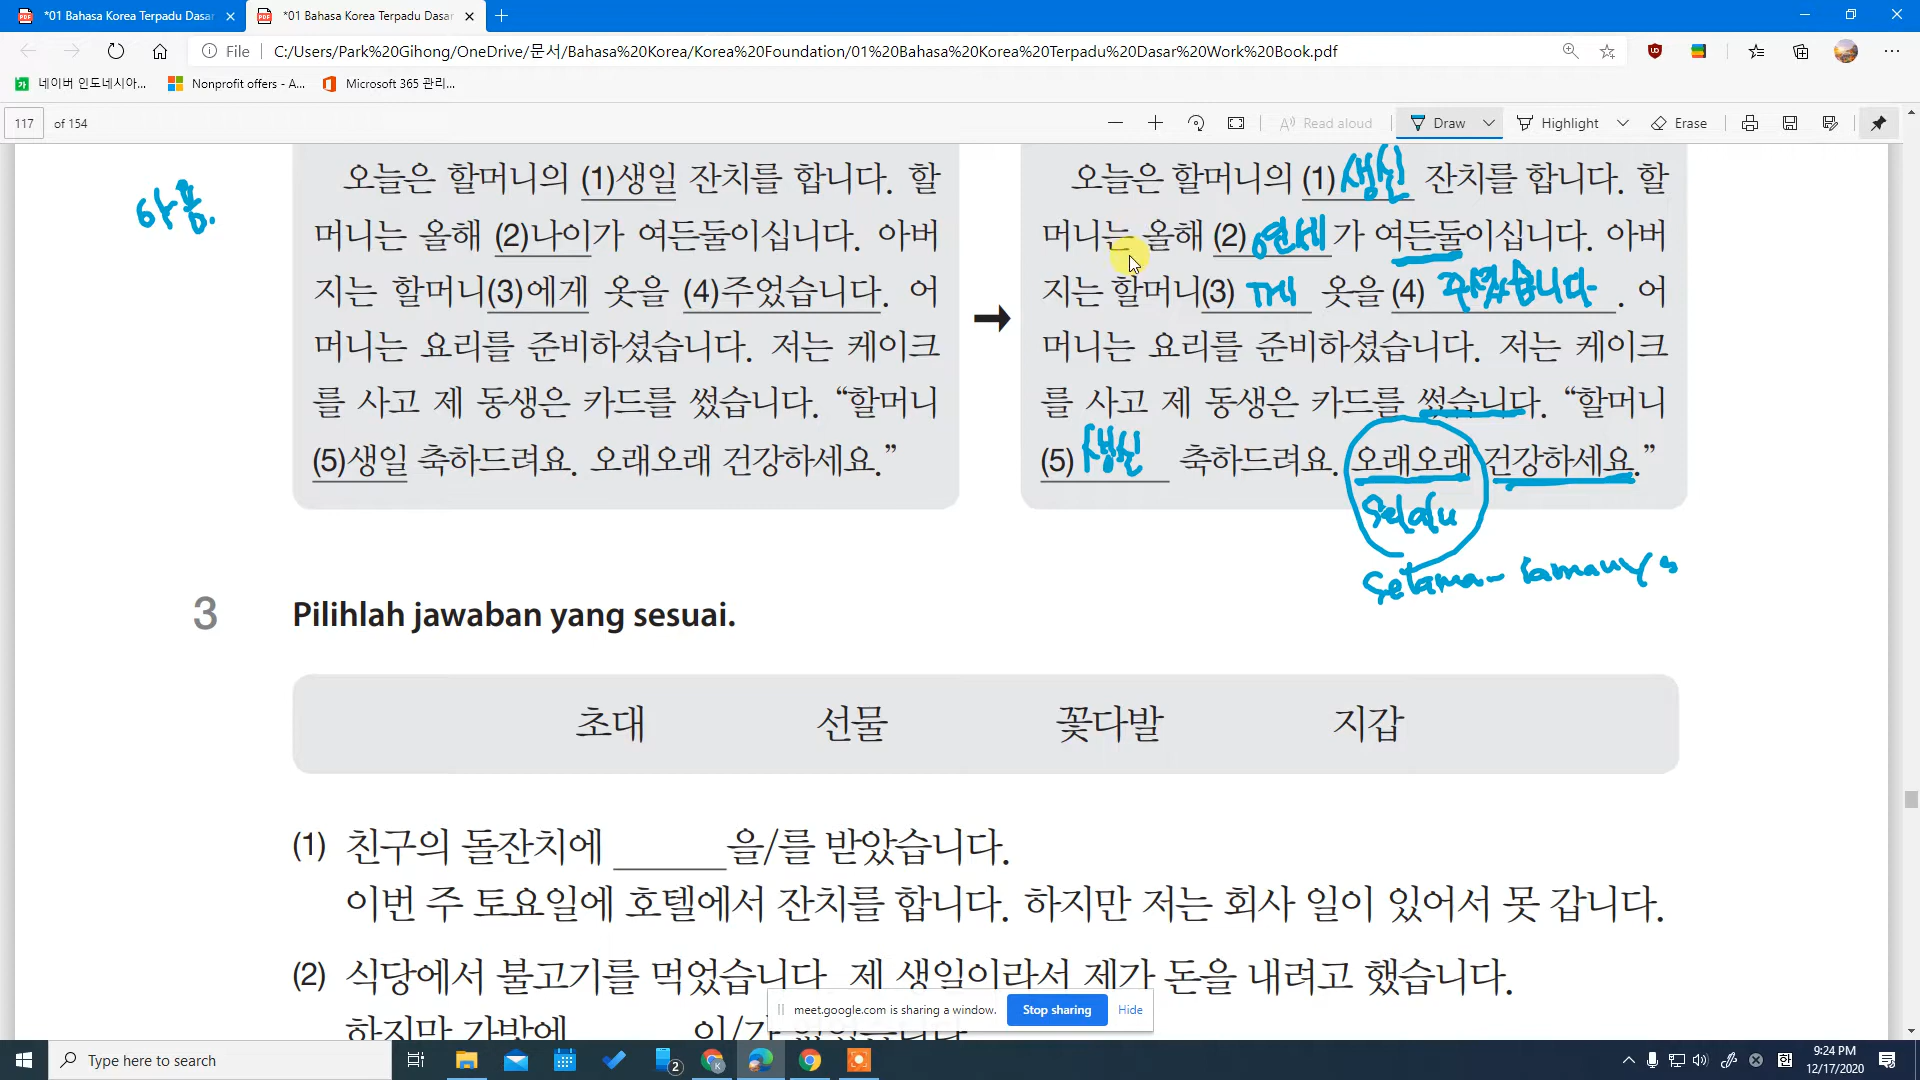 *01 Bahasa Korea Terpadu Dasar
*01 Bahasa Korea Terpadu Dasar
File
C:/Users/Park%20Gihong/OneDrive/문서/Bahasa%20Korea/Korea%20Foundation/01%20Bahasa%20Korea%20Terpadu%20Dasar%20Work%20Book.pdf
네이버 인도네시아...
Nonprofit offers - A...
Microsoft 365 관리...
117 of 154
Read aloud
Draw
Highlight
Erase
아픔.
오늘은 할머니의 (1)생일 잔치를 합니다. 할
머니는 올해 (2)나이가 여든둘이십니다. 아버
지는 할머니(3)에게 옷을 (4)주었습니다. 어
머니는 요리를 준비하셨습니다. 저는 케이크
를 사고 제 동생은 카드를 썼습니다. “할머니
(5)생일 축하드려요. 오래오래 건강하세요.”
오늘은 할머니의 (1) 생신 잔치를 합니다. 할
머니는 올해 (2) 연세 가 여든둘이십니다. 아버
지는 할머니(3) 께 옷을 (4) . 어
머니는 요리를 준비하셨습니다. 저는 케이크
를 사고 제 동생은 카드를 썼습니다. “할머니
(5) 생신 축하드려요. 오래오래 건강하세요.”
Selalu
Selama-lamanya
3 Pilihlah jawaban yang sesuai.
초대 선물 꽃다발 지갑
(1) 친구의 돌잔치에 을/를 받았습니다.
이번 주 토요일에 호텔에서 잔치를 합니다. 하지만 저는 회사 일이 있어서 못 갑니다.
(2) 식당에서 불고기를 먹었습니다. 제 생일이라서 제가 돈을 내려고 했습니다.
하지만 가방에 이/가
meet.google.com is sharing a window.
Stop sharing
Hide
Type here to search
2
K
한
9:24 PM
12/17/2020